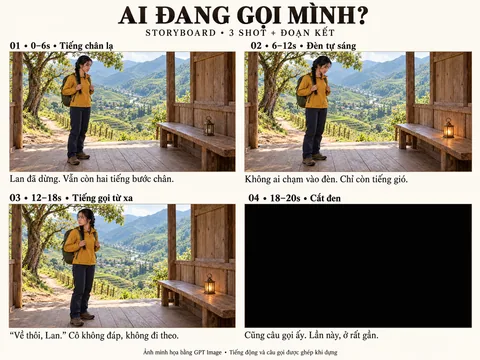 AI ĐANG GỌI MÌNH?
STORYBOARD • 3 SHOT + ĐOẠN KẾT
01 • 0–6s • Tiếng chân lạ
02 • 6–12s • Đèn tự sáng
Lan đã dừng. Vẫn còn hai tiếng bước chân.
Không ai chạm vào đèn. Chỉ còn tiếng gió.
03 • 12–18s • Tiếng gọi từ xa
04 • 18–20s • Cắt đen
“Về thôi, Lan.” Cô không đáp, không đi theo.
Cũng câu gọi ấy. Lần này, ở rất gần.
Ảnh minh họa bằng GPT Image • Tiếng động và câu gọi được ghép khi dựng